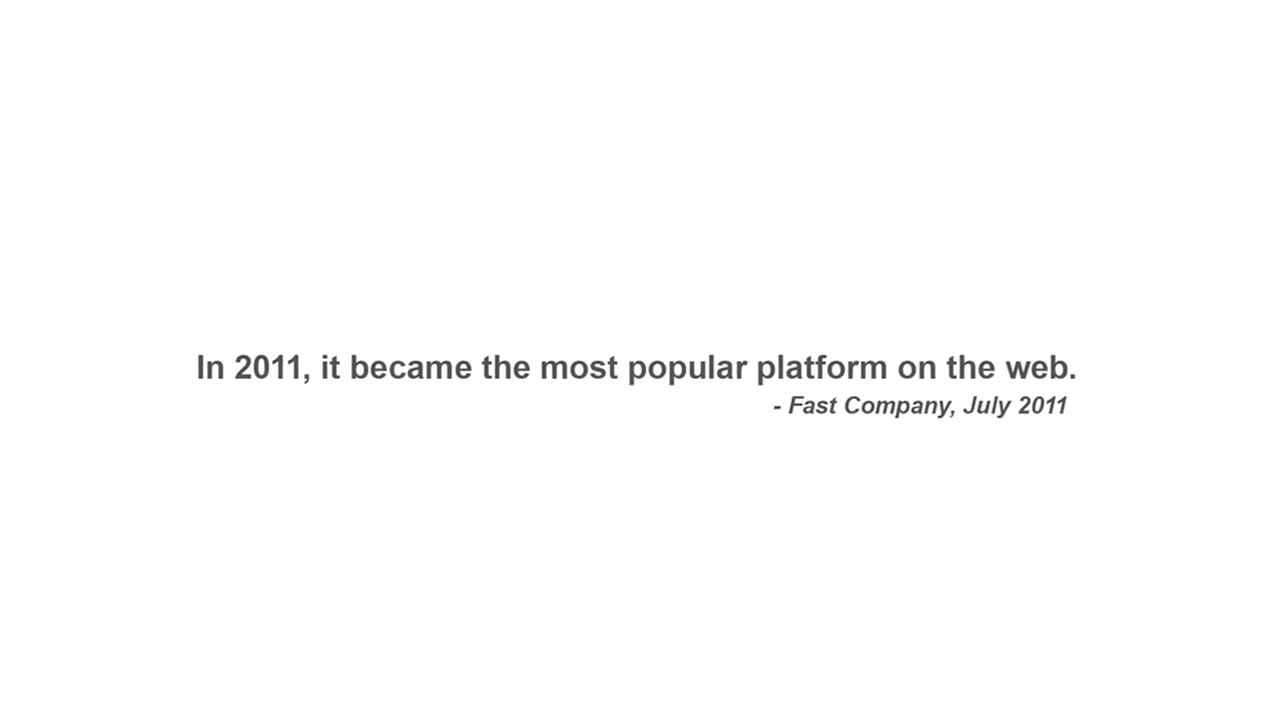 In 2011, it became the most popular platform on the web.
- Fast Company, July 2011